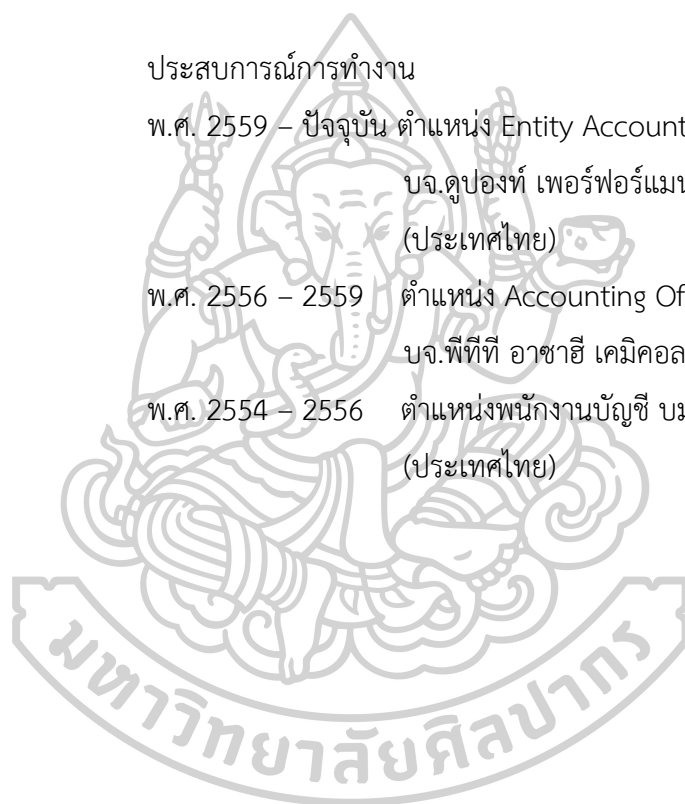 ประสบการณ์การทำงาน
พ.ศ. 2559 – ปัจจุบัน ตำแหน่ง Entity Account
บจ.ดูปองท์ เพอร์ฟอร์แมน
(ประเทศไทย)
พ.ศ. 2556 – 2559 ตำแหน่ง Accounting Of
บจ.พีทีที อาซาฮี เคมิคอล
พ.ศ. 2554 – 2556 ตำแหน่งพนักงานบัญชี บม
(ประเทศไทย)
มหาวิทยาลัยศิลปากร